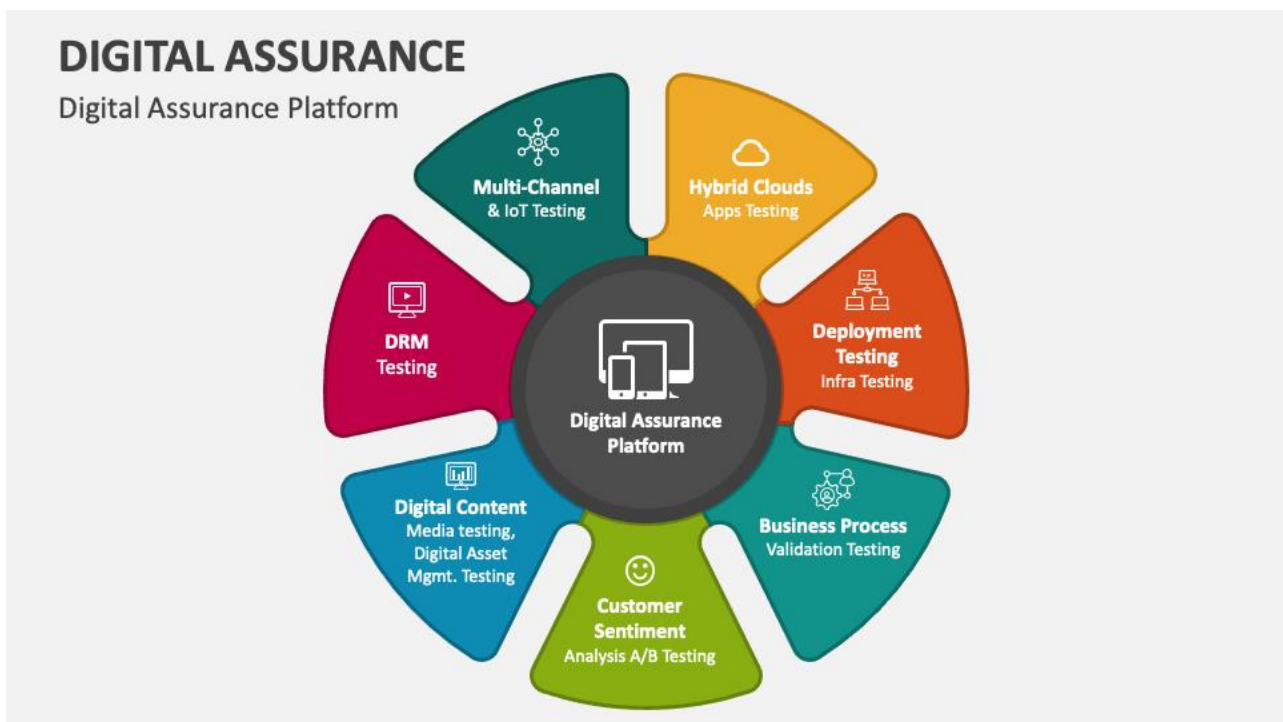 DIGITAL ASSURANCE
Digital Assurance Platform
Multi-Channel
& IoT Testing
Hybrid Clouds
Apps Testing
Deployment
Testing
Infra Testing
Business Process
Validation Testing
Customer
Sentiment
Analysis A/B Testing
Digital Content
Media testing,
Digital Asset
Mgmt. Testing
DRM
Testing
Digital Assurance
Platform